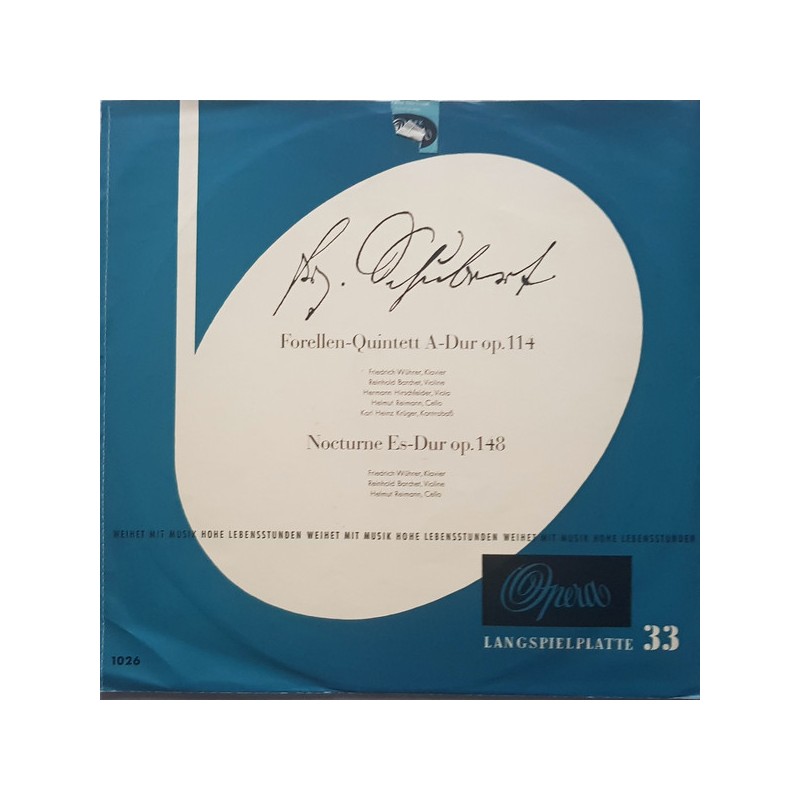 Frz. Schubert
Forellen-Quintett A-Dur op. 114
Friedrich Wührer, Klavier
Reinhold Barchet, Violine
Hermann Hirschfelder, Viola
Helmut Reimann, Cello
Karl Heinz Krüger, Kontrabaß
Nocturne Es-Dur op. 148
Friedrich Wührer, Klavier
Reinhold Barchet, Violine
Helmut Reimann, Cello
WEIHET MIT MUSIK HOHE LEBENSSTUNDEN WEIHET MIT MUSIK HOHE LEBENSSTUNDEN WEIHET MIT MUSIK HOHE LEBENSSTUNDEN
Opera
LANGSPIELPLATTE 33
1026